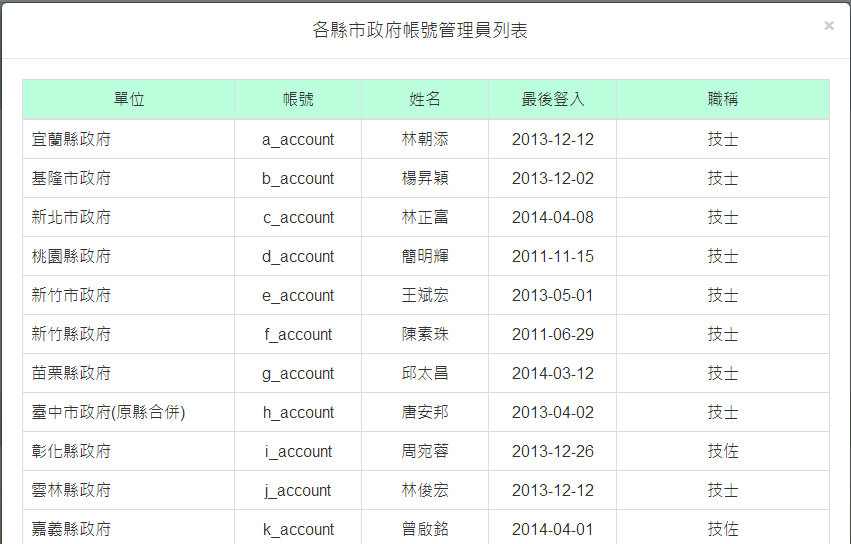 各縣市政府帳號管理員列表 ×
單位 帳號 姓名 最後登入 職稱
宜蘭縣政府 a_account 林朝添 2013-12-12 技士
基隆市政府 b_account 楊昇穎 2013-12-02 技士
新北市政府 c_account 林正富 2014-04-08 技士
桃園縣政府 d_account 簡明輝 2011-11-15 技士
新竹市政府 e_account 王斌宏 2013-05-01 技士
新竹縣政府 f_account 陳素珠 2011-06-29 技士
苗栗縣政府 g_account 邱太昌 2014-03-12 技士
臺中市政府(原縣合併) h_account 唐安邦 2013-04-02 技士
彰化縣政府 i_account 周宛蓉 2013-12-26 技佐
雲林縣政府 j_account 林俊宏 2013-12-12 技士
嘉義縣政府 k_account 曾啟銘 2014-04-01 技佐